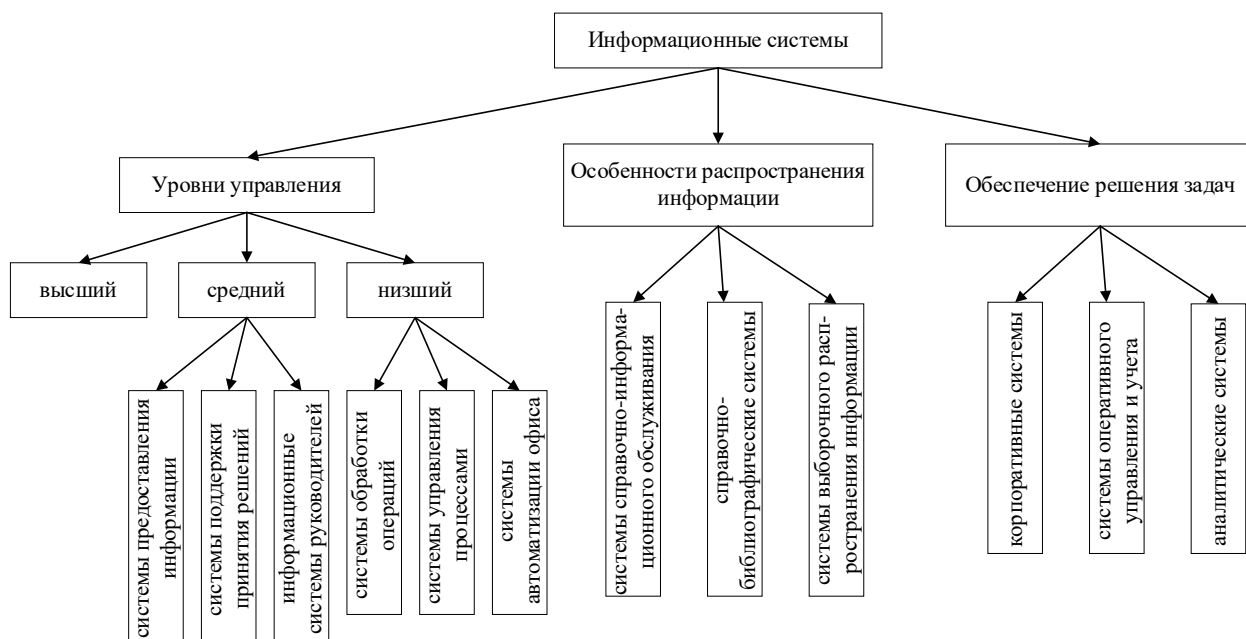 Информационные системы
Уровни управления
Особенности распространения
информации
Обеспечение решения задач
высший
средний
низший
системы предоставления
информации
системы поддержки
принятия решений
информационные
системы руководителей
системы обработки
операций
системы управления
процессами
системы
автоматизации офиса
системы справочно-информа-
ционного обслуживания
справочно-
библиографические системы
системы выборочного расп-
ространения информации
корпоративные системы
системы оперативного
управления и учета
аналитические системы